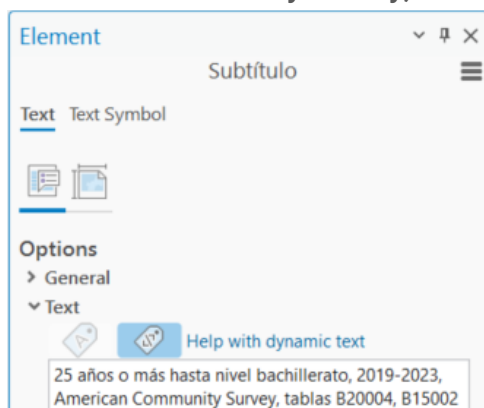 Element
Subtítulo
Text Text Symbol
Options
General
Text
Help with dynamic text
25 años o más hasta nivel bachillerato, 2019-2023,
American Community Survey, tablas B20004, B15002